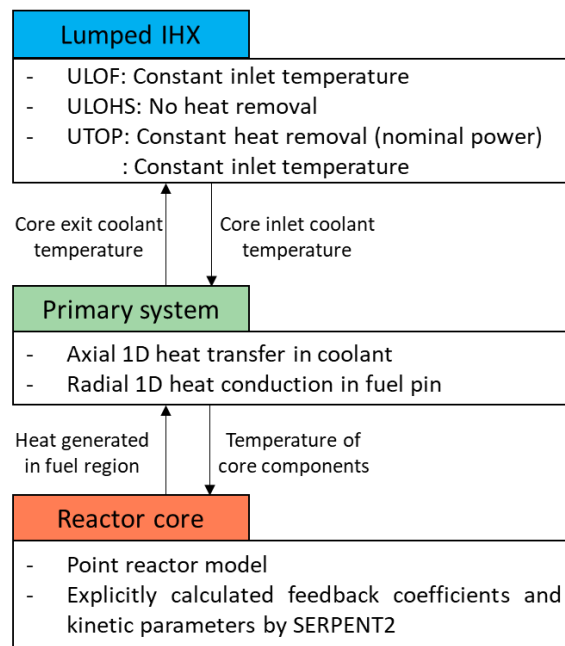 Lumped IHX
- ULOF: Constant inlet temperature
- ULOHS: No heat removal
- UTOP: Constant heat removal (nominal power)
: Constant inlet temperature
Core exit coolant
temperature
Core inlet coolant
temperature
Primary system
- Axial 1D heat transfer in coolant
- Radial 1D heat conduction in fuel pin
Heat generated
in fuel region
Temperature of
core components
Reactor core
- Point reactor model
- Explicitly calculated feedback coefficients and
kinetic parameters by SERPENT2